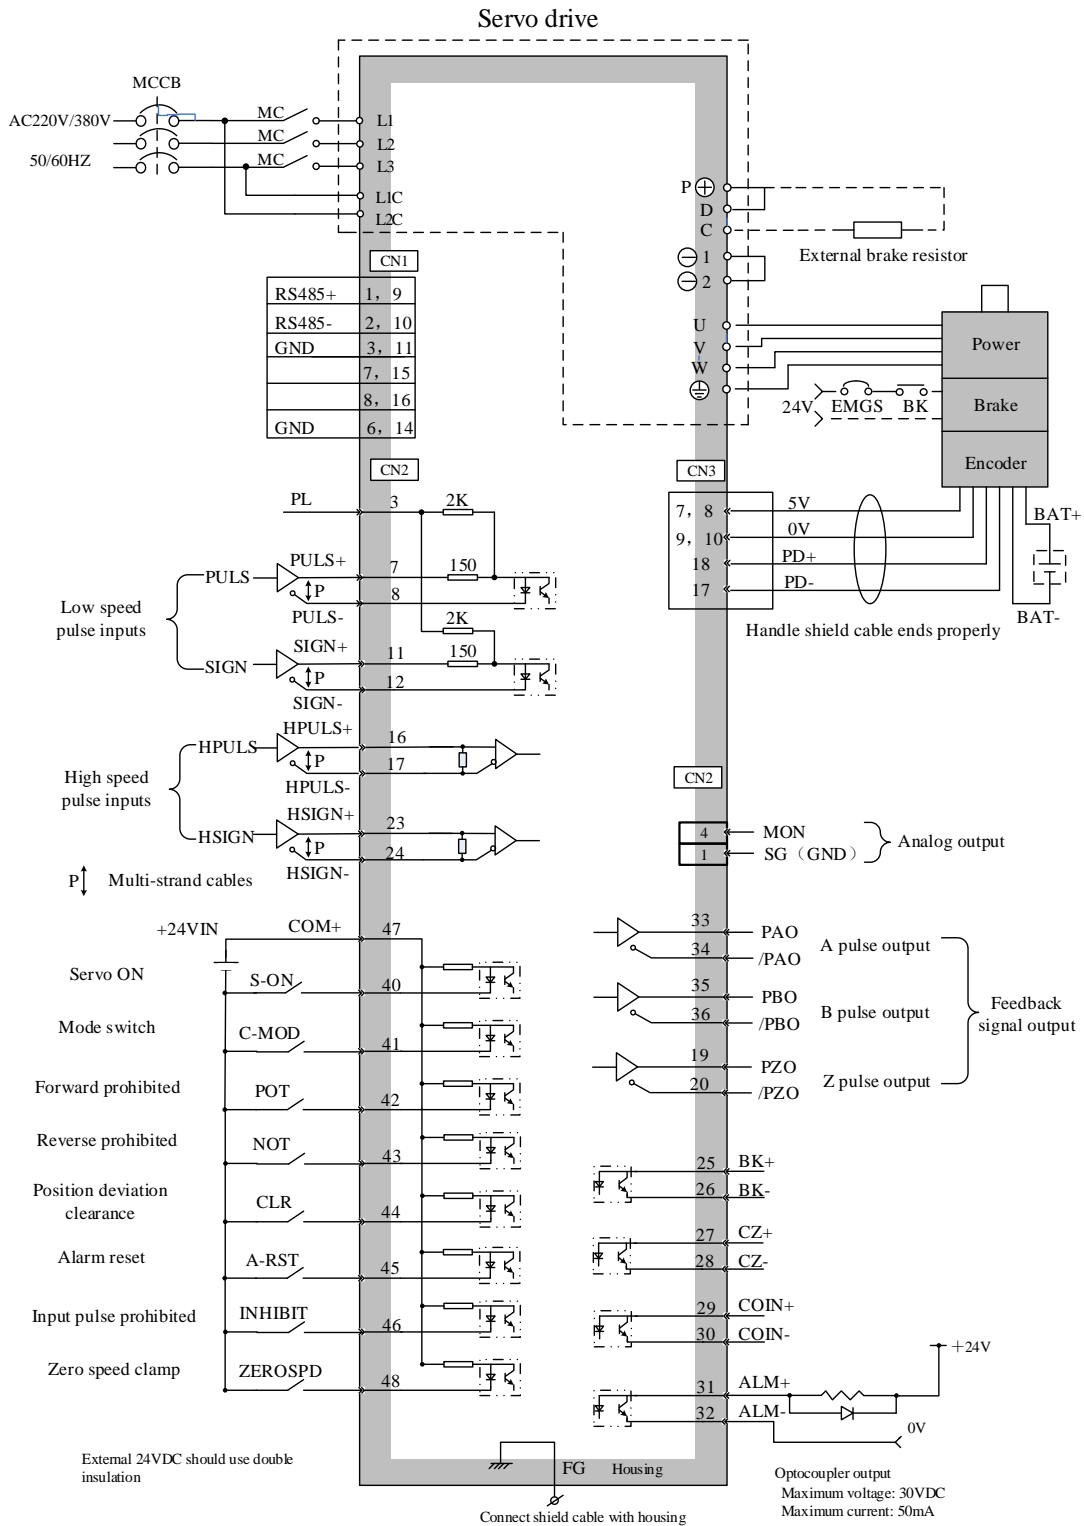 Servo drive
MCCB
AC220V/380V
50/60HZ
MC
MC
MC
L1
L2
L3
L1C
L2C
P
D
C
1
2
External brake resistor
U
V
W
Power
24V
EMGS
BK
Brake
Encoder
CN1
RS485+ 1，9
RS485- 2，10
GND 3，11
7，15
8，16
GND 6，14
CN2
PL
3
2K
PULS
PULS+
7
150
P
8
PULS-
Low speed
pulse inputs
2K
SIGN
SIGN+
11
150
P
12
SIGN-
HPULS
HPULS+
16
P
17
HPULS-
High speed
pulse inputs
HSIGN
HSIGN+
23
P
24
HSIGN-
P Multi-strand cables
CN3
7，8 5V
9，10 0V
18 PD+
17 PD-
BAT+
BAT-
Handle shield cable ends properly
CN2
4 MON
1 SG（GND）
Analog output
+24VIN
COM+
47
Servo ON
S-ON
40
Mode switch
C-MOD
41
Forward prohibited
POT
42
Reverse prohibited
NOT
43
Position deviation
clearance
CLR
44
Alarm reset
A-RST
45
Input pulse prohibited
INHIBIT
46
Zero speed clamp
ZEROSPD
48
33 PAO
34 /PAO
A pulse output
35 PBO
36 /PBO
B pulse output
19 PZO
20 /PZO
Z pulse output
Feedback
signal output
25 BK+
26 BK-
27 CZ+
28 CZ-
29 COIN+
30 COIN-
31 ALM+
32 ALM-
＋24V
0V
External 24VDC should use double
insulation
FG Housing
Connect shield cable with housing
Optocoupler output
Maximum voltage: 30VDC
Maximum current: 50mA